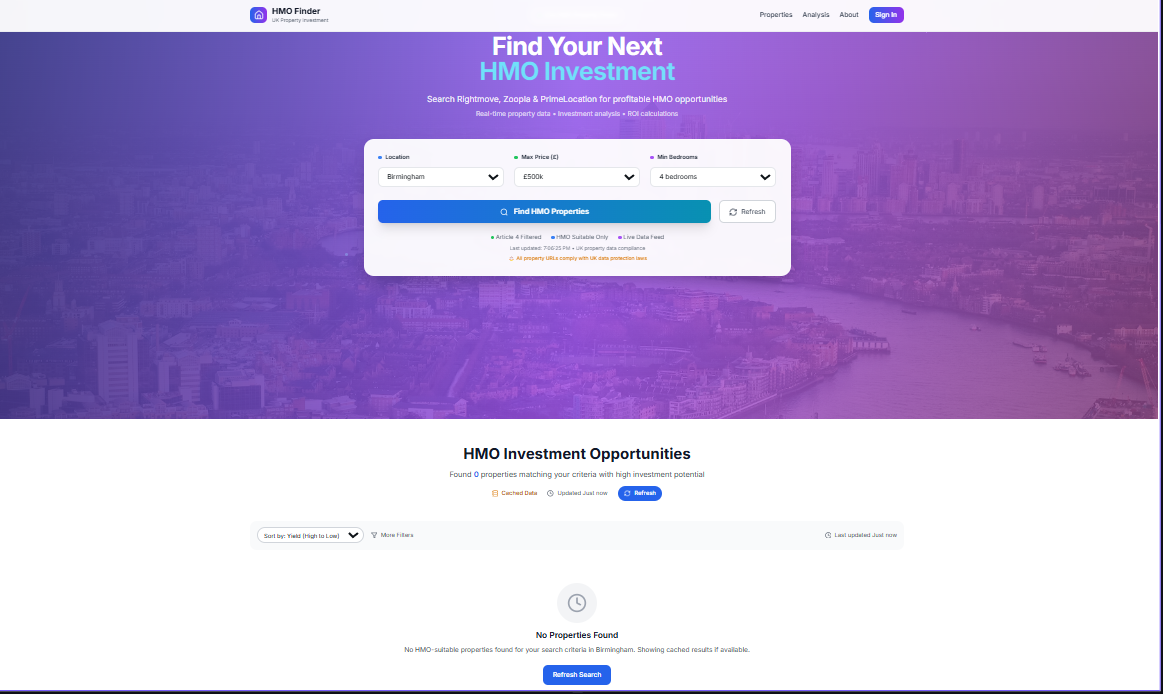 HMO Finder
UK Property Investment
Properties Analysis About Sign In
Find Your Next
HMO Investment
Search Rightmove, Zoopla & PrimeLocation for profitable HMO opportunities
Real-time property data • Investment analysis • ROI calculations
Location Max Price (£) Min Bedrooms
Birmingham £500k 4 bedrooms
Find HMO Properties Refresh
Article 4 Filtered HMO Suitable Only Live Data Feed
Last updated: 7:06:25 PM • UK property data compliance
⚠ All property URLs comply with UK data protection laws
HMO Investment Opportunities
Found 0 properties matching your criteria with high investment potential
Cached Data Updated Just now Refresh
Sort by: Yield (High to Low) More Filters Last updated Just now
No Properties Found
No HMO-suitable properties found for your search criteria in Birmingham. Showing cached results if available.
Refresh Search